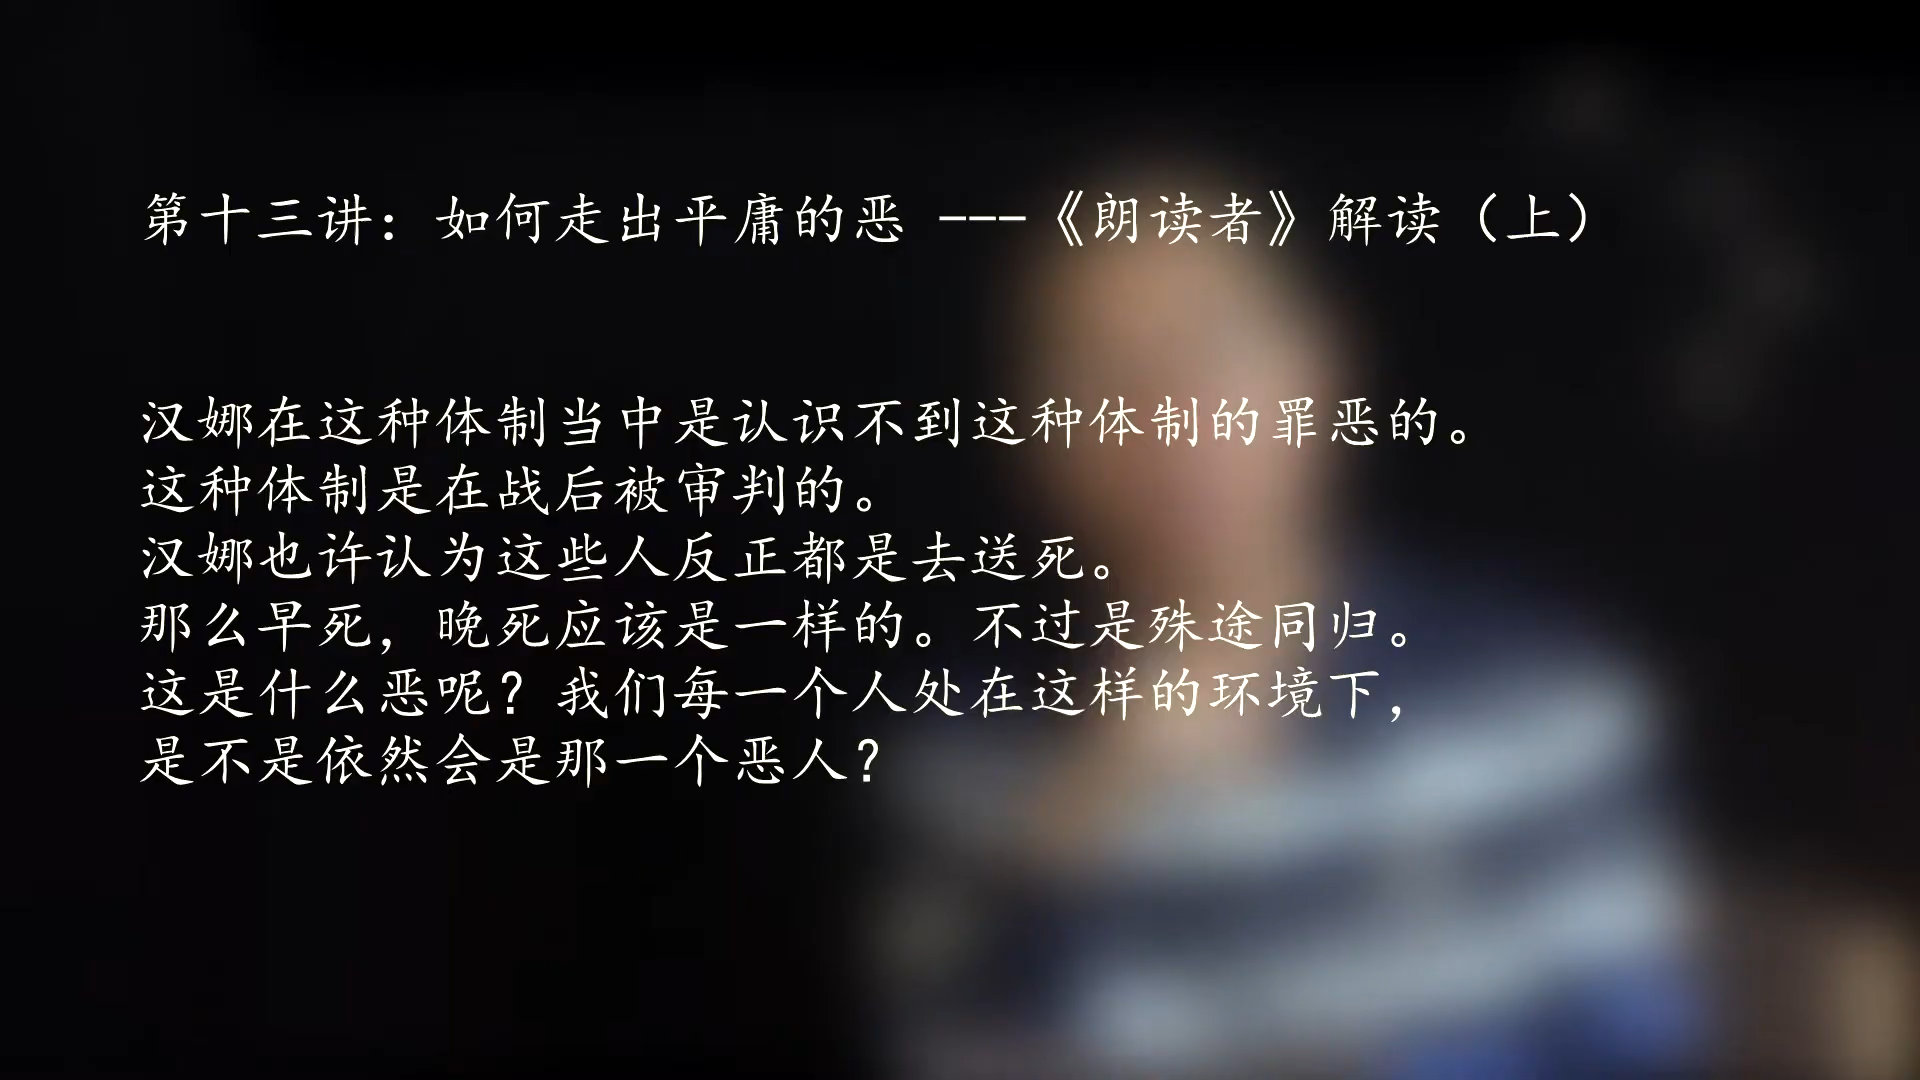 第十三讲：如何走出平庸的恶 ---《朗读者》解读（上）
汉娜在这种体制当中是认识不到这种体制的罪恶的。
这种体制是在战后被审判的。
汉娜也许认为这些人反正都是去送死。
那么早死，晚死应该是一样的。不过是殊途同归。
这是什么恶呢？我们每一个人处在这样的环境下，
是不是依然会是那一个恶人？